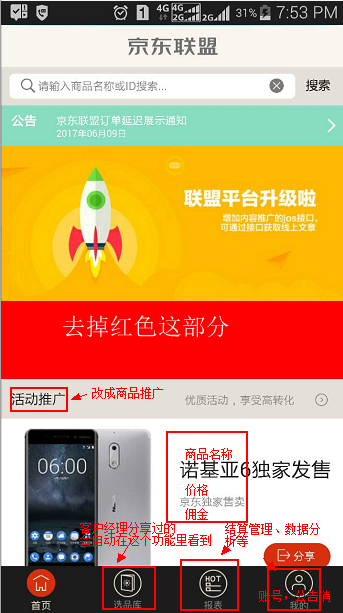 1 4G 4G 2G 2G 31% 7:53 PM
京东联盟
请输入商品名称或ID搜索... 搜索
公告 京东联盟订单延迟展示通知
2017年06月09日
联盟平台升级啦
增加内容推广的jos接口，
可通过接口获取线上文章
去掉红色这部分
改成商品推广
活动推广 优质活动，享受高转化
商品名称
诺基亚6独家发售
价格
京东独家售卖
佣金
客户经理分享过的
自动在这个功能里看到
结算管理、数据分
析等
分享
HOT
首页 选品库 报表 我的
账号，